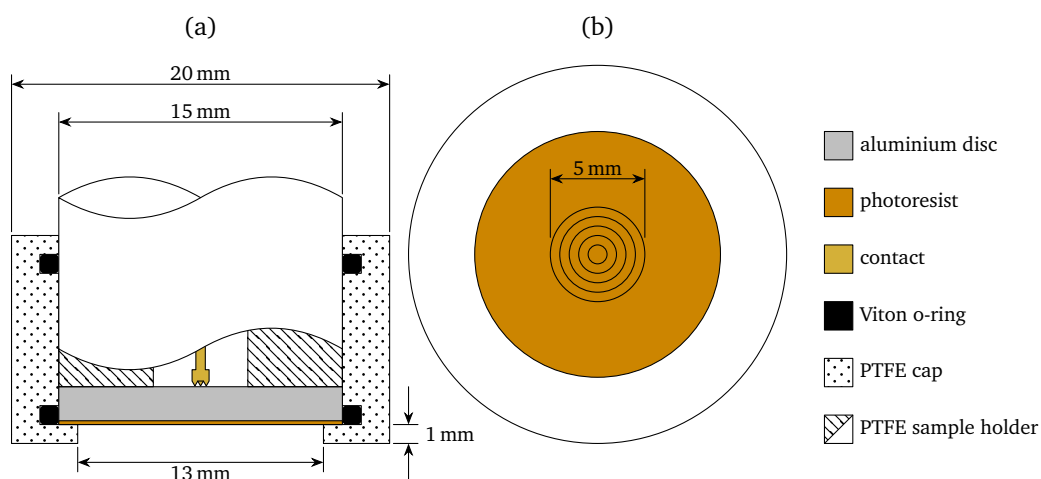 (a)
(b)
20 mm
15 mm
5 mm
1 mm
13 mm
aluminium disc
photoresist
contact
Viton o-ring
PTFE cap
PTFE sample holder